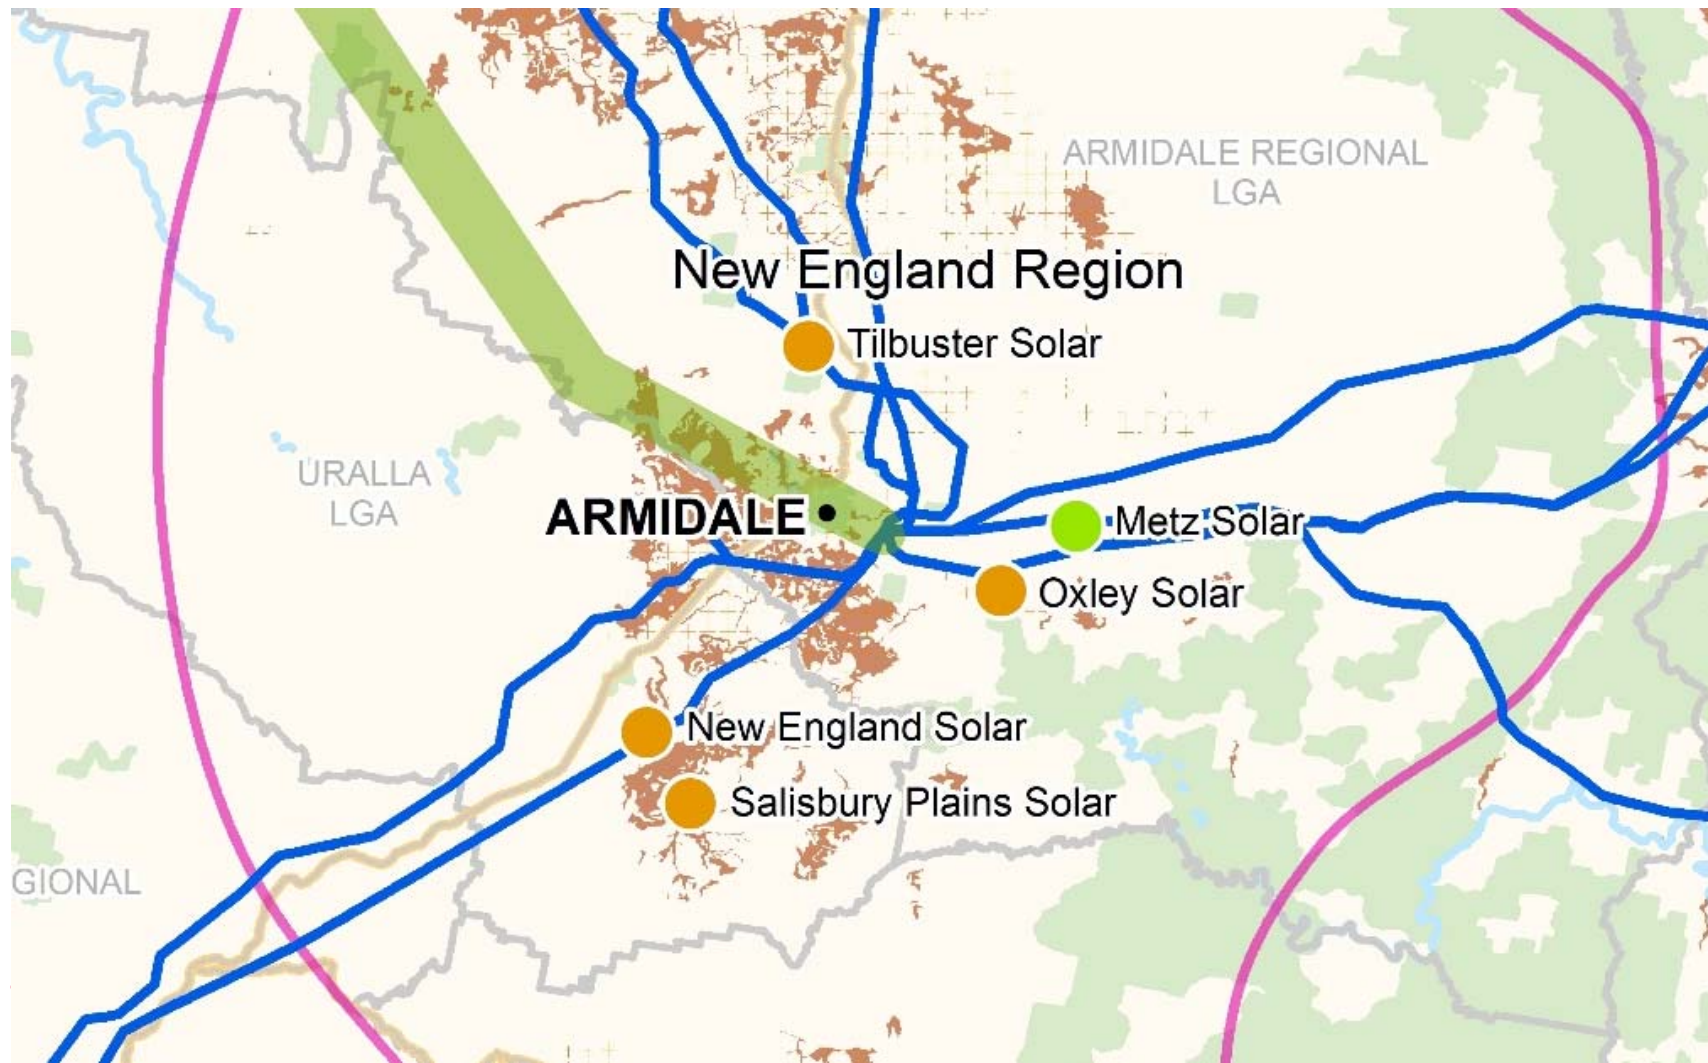 ARMIDALE REGIONAL
LGA
New England Region
Tilbuster Solar
URALLA
LGA
ARMIDALE
Metz Solar
Oxley Solar
New England Solar
Salisbury Plains Solar
GIONAL